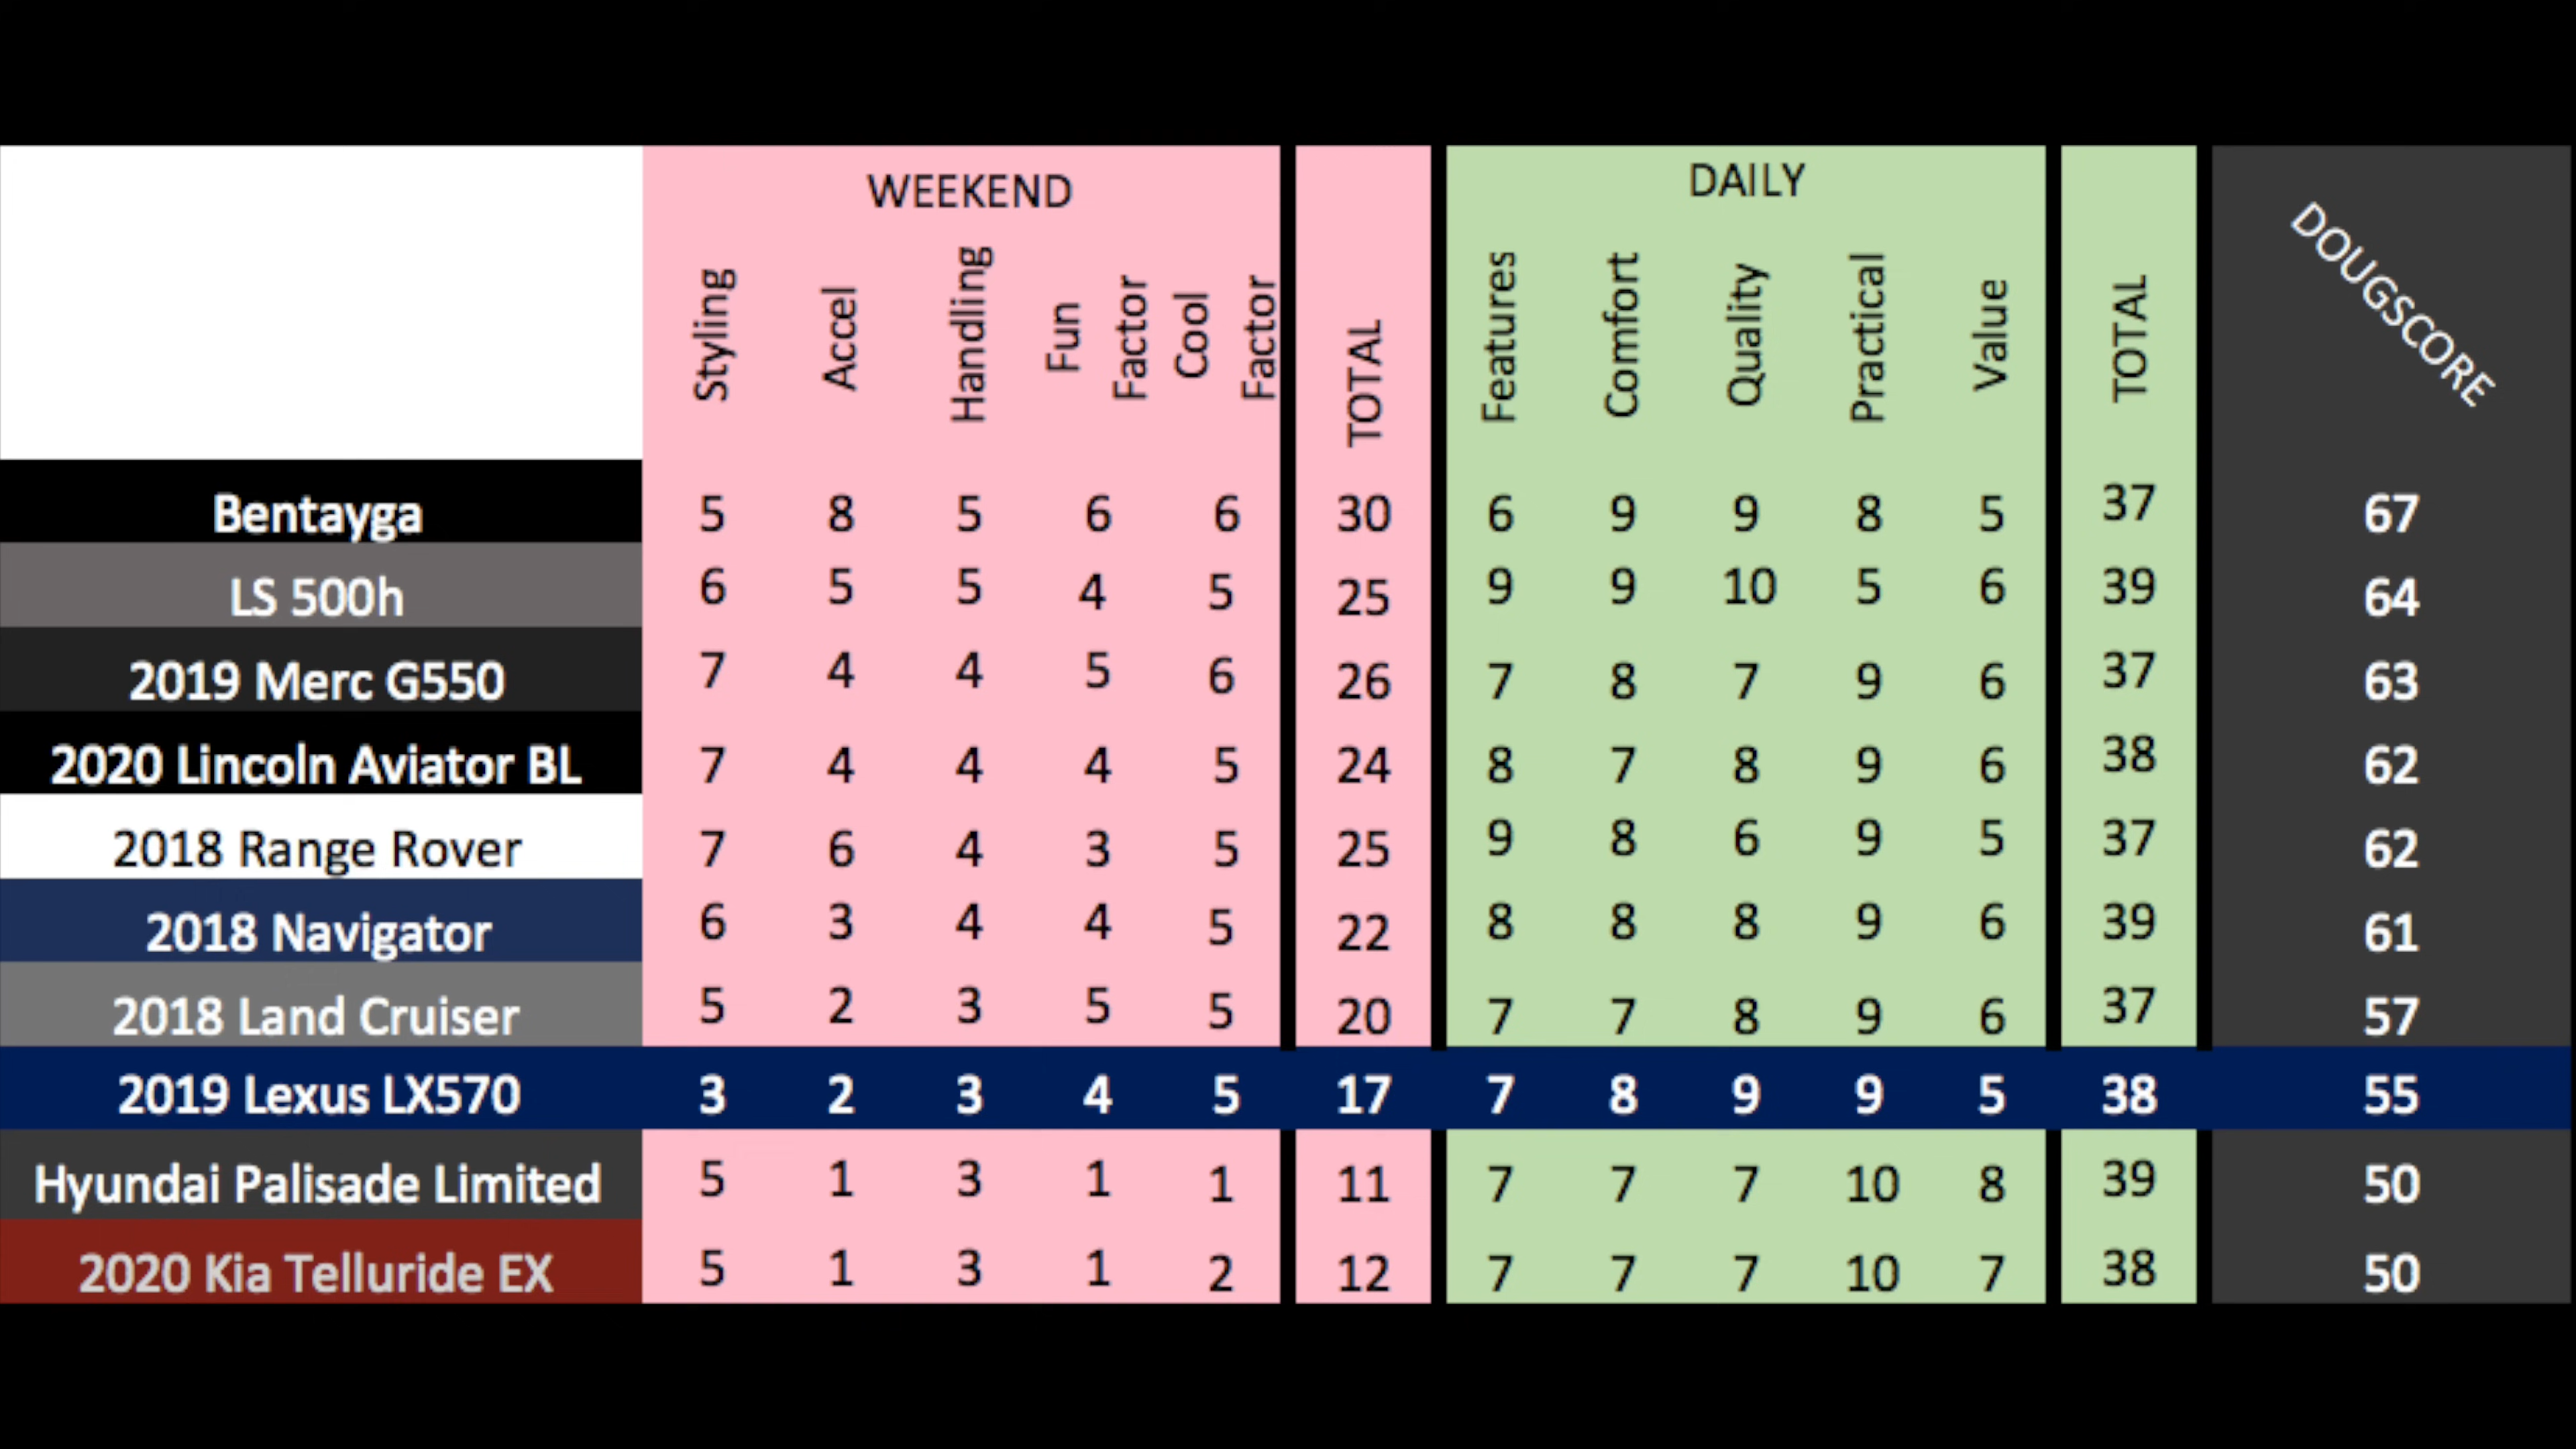 WEEKEND DAILY
Styling Accel Handling Fun Factor Cool Factor TOTAL Features Comfort Quality Practical Value TOTAL DOUGSCORE
Bentayga 5 8 5 6 6 30 6 9 9 8 5 37 67
LS 500h 6 5 5 4 5 25 9 9 10 5 6 39 64
2019 Merc G550 7 4 4 5 6 26 7 8 7 9 6 37 63
2020 Lincoln Aviator BL 7 4 4 4 5 24 8 7 8 9 6 38 62
2018 Range Rover 7 6 4 3 5 25 9 8 6 9 5 37 62
2018 Navigator 6 3 4 4 5 22 8 8 8 9 6 39 61
2018 Land Cruiser 5 2 3 5 5 20 7 7 8 9 6 37 57
2019 Lexus LX570 3 2 3 4 5 17 7 8 9 9 5 38 55
Hyundai Palisade Limited 5 1 3 1 1 11 7 7 7 10 8 39 50
2020 Kia Telluride EX 5 1 3 1 2 12 7 7 7 10 7 38 50